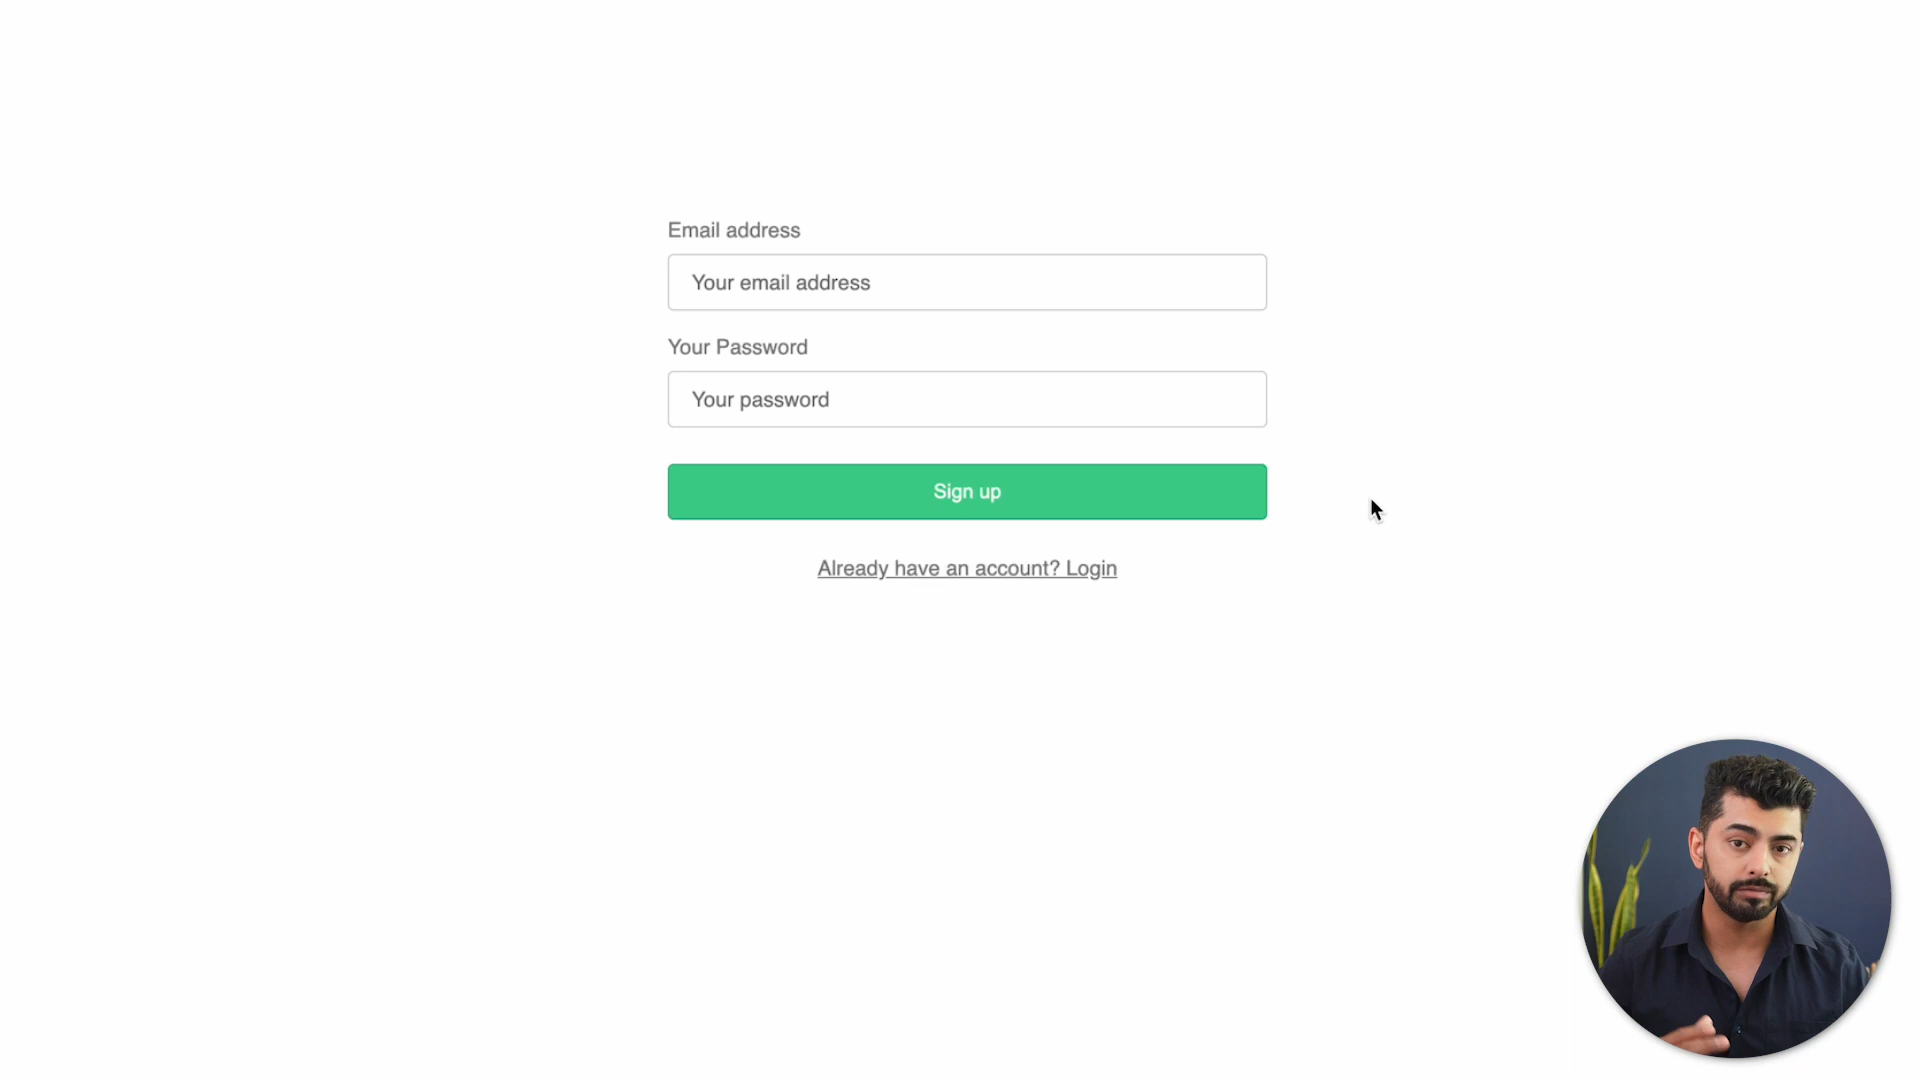 Email address
Your email address
Your Password
Your password
Sign up
Already have an account? Login